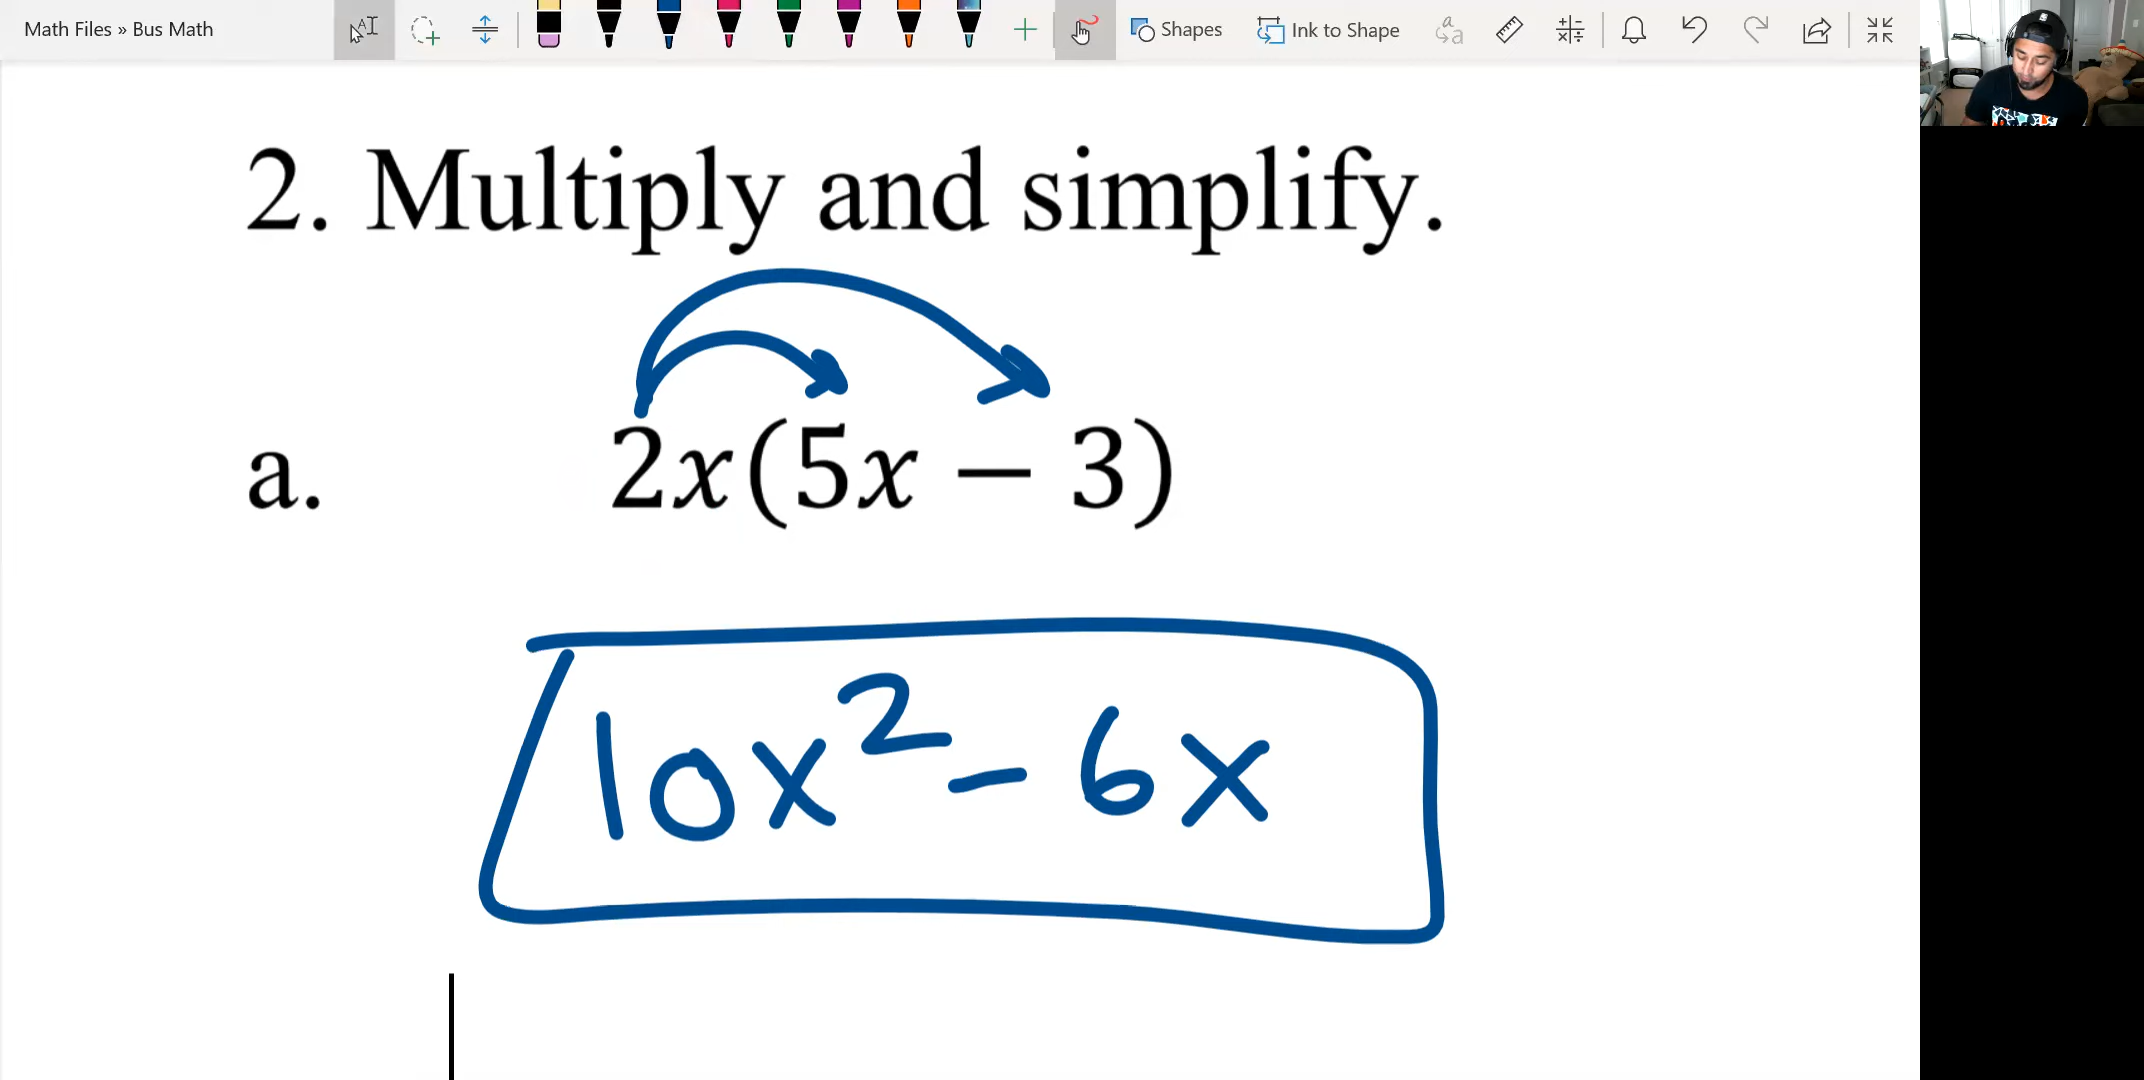 Math Files » Bus Math
Shapes
Ink to Shape
2. Multiply and simplify.
a. 2x(5x − 3)
10x² - 6x